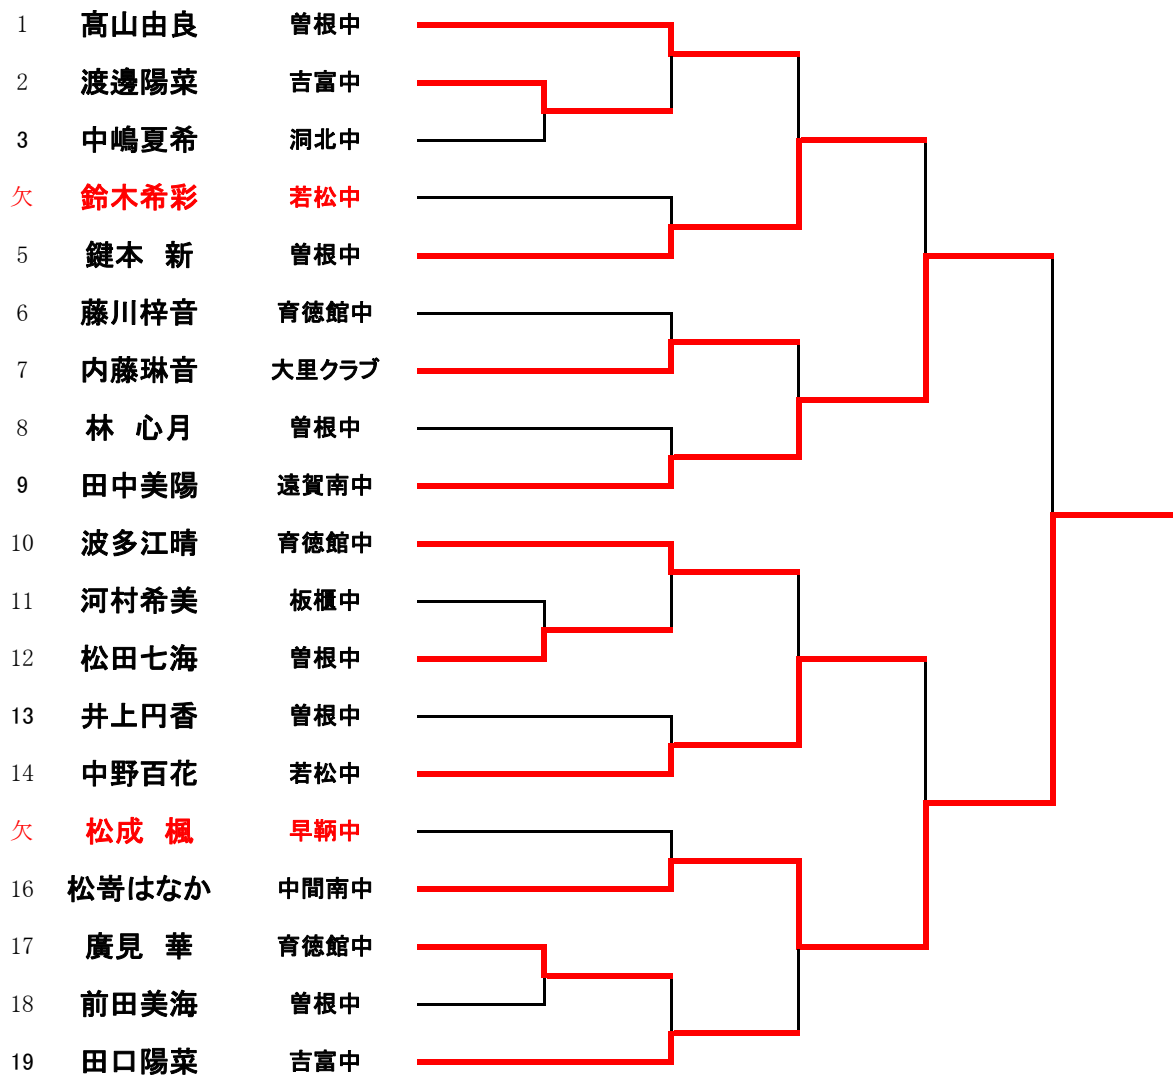 1 髙山由良 曽根中
2 渡邊陽菜 吉富中
3 中嶋夏希 洞北中
欠 鈴木希彩 若松中
5 鍵本 新 曽根中
6 藤川梓音 育徳館中
7 内藤琳音 大里クラブ
8 林 心月 曽根中
9 田中美陽 遠賀南中
10 波多江晴 育徳館中
11 河村希美 板櫃中
12 松田七海 曽根中
13 井上円香 曽根中
14 中野百花 若松中
欠 松成 楓 早鞆中
16 松嵜はなか 中間南中
17 廣見 華 育徳館中
18 前田美海 曽根中
19 田口陽菜 吉富中